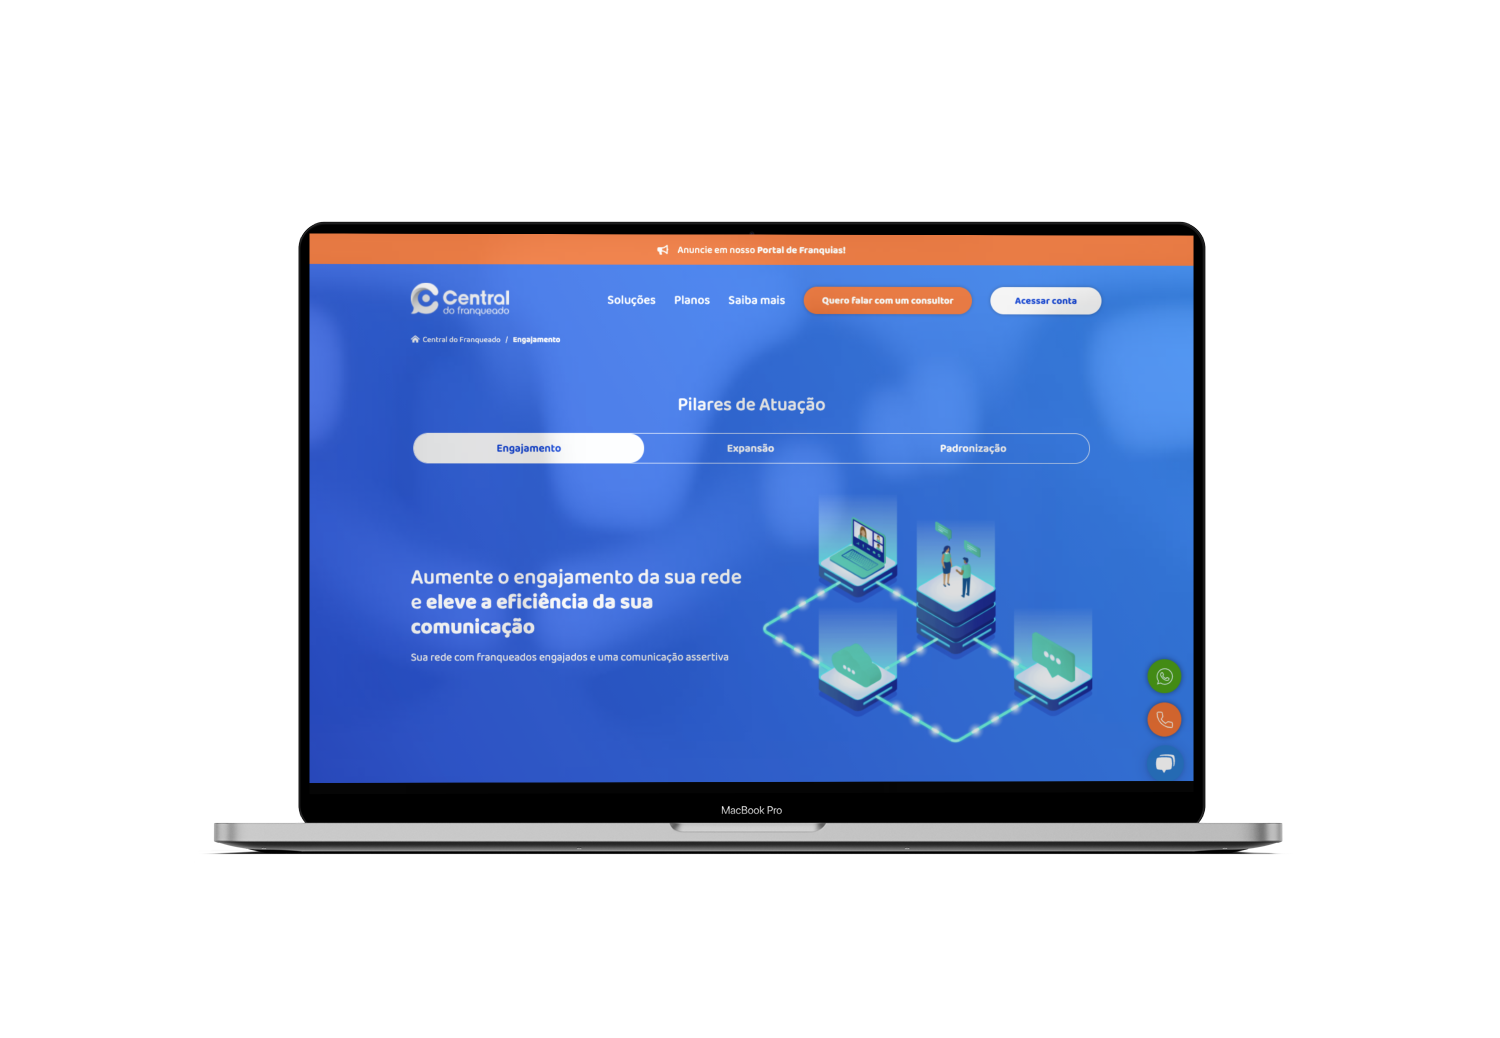 Anuncie em nosso Portal de Franquias!
Central
do franqueado
Soluções
Planos
Saiba mais
Quero falar com um consultor
Acessar conta
Central do Franqueado / Engajamento
Pilares de Atuação
Engajamento
Expansão
Padronização
Aumente o engajamento da sua rede
e eleve a eficiência da sua
comunicação
Sua rede com franqueados engajados e uma comunicação assertiva
MacBook Pro